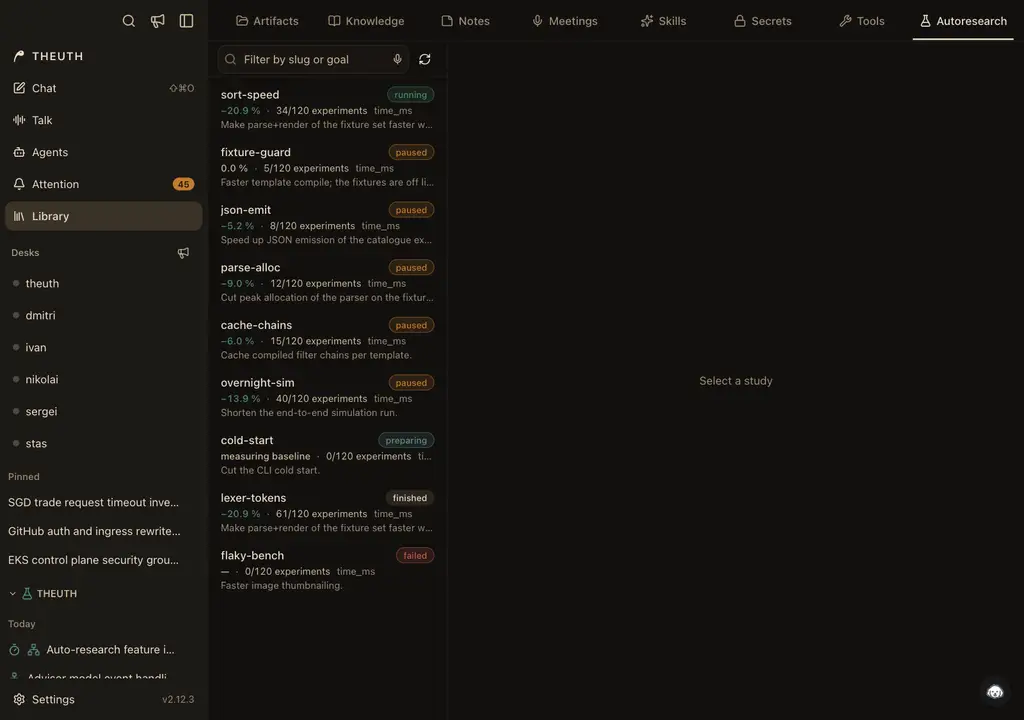 Artifacts
Knowledge
Notes
Meetings
Skills
Secrets
Tools
Autoresearch
THEUTH
Chat ⇧⌘O
Talk
Agents
Attention 45
Library
Desks
theuth
dmitri
ivan
nikolai
sergei
stas
Pinned
SGD trade request timeout inve...
GitHub auth and ingress rewrite...
EKS control plane security grou...
THEUTH
Today
Auto-research feature i...
Advisor model event handli...
Settings v2.12.3
Filter by slug or goal
sort-speed running
−20.9 % · 34/120 experiments time_ms
Make parse+render of the fixture set faster w...
fixture-guard paused
0.0 % · 5/120 experiments time_ms
Faster template compile; the fixtures are off li...
json-emit paused
−5.2 % · 8/120 experiments time_ms
Speed up JSON emission of the catalogue ex...
parse-alloc paused
−9.0 % · 12/120 experiments time_ms
Cut peak allocation of the parser on the fixtur...
cache-chains paused
−6.0 % · 15/120 experiments time_ms
Cache compiled filter chains per template.
overnight-sim paused
−13.9 % · 40/120 experiments time_ms
Shorten the end-to-end simulation run.
cold-start preparing
measuring baseline · 0/120 experiments ti...
Cut the CLI cold start.
lexer-tokens finished
−20.9 % · 61/120 experiments time_ms
Make parse+render of the fixture set faster w...
flaky-bench failed
— · 0/120 experiments time_ms
Faster image thumbnailing.
Select a study